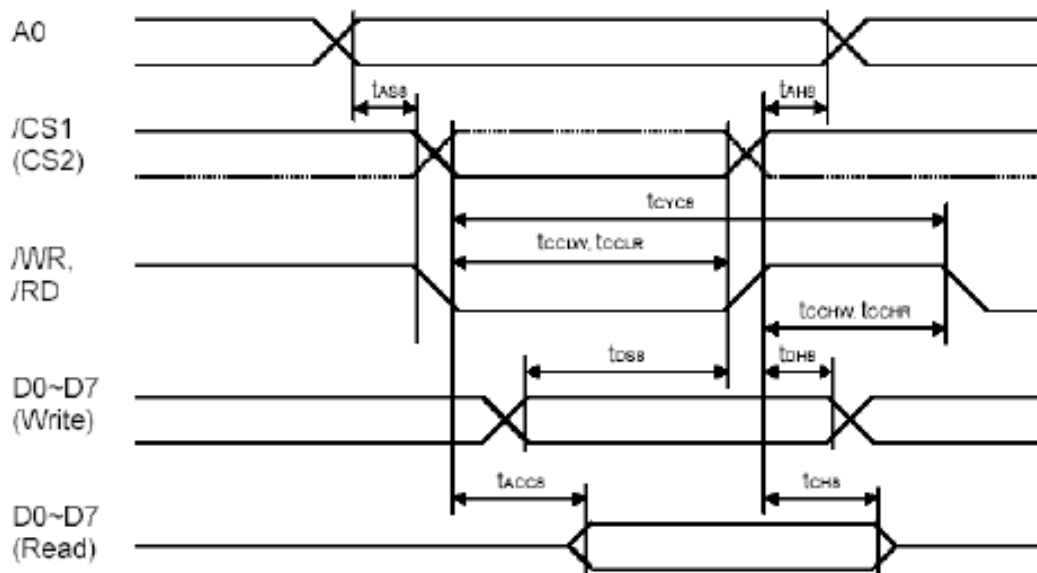 A0
tAS8
tAH8
/CS1
(CS2)
tCYC8
tCCLW, tCCLR
/WR,
/RD
tCCHW, tCCHR
tDS8
tDH8
D0~D7
(Write)
tACC8
tCH8
D0~D7
(Read)